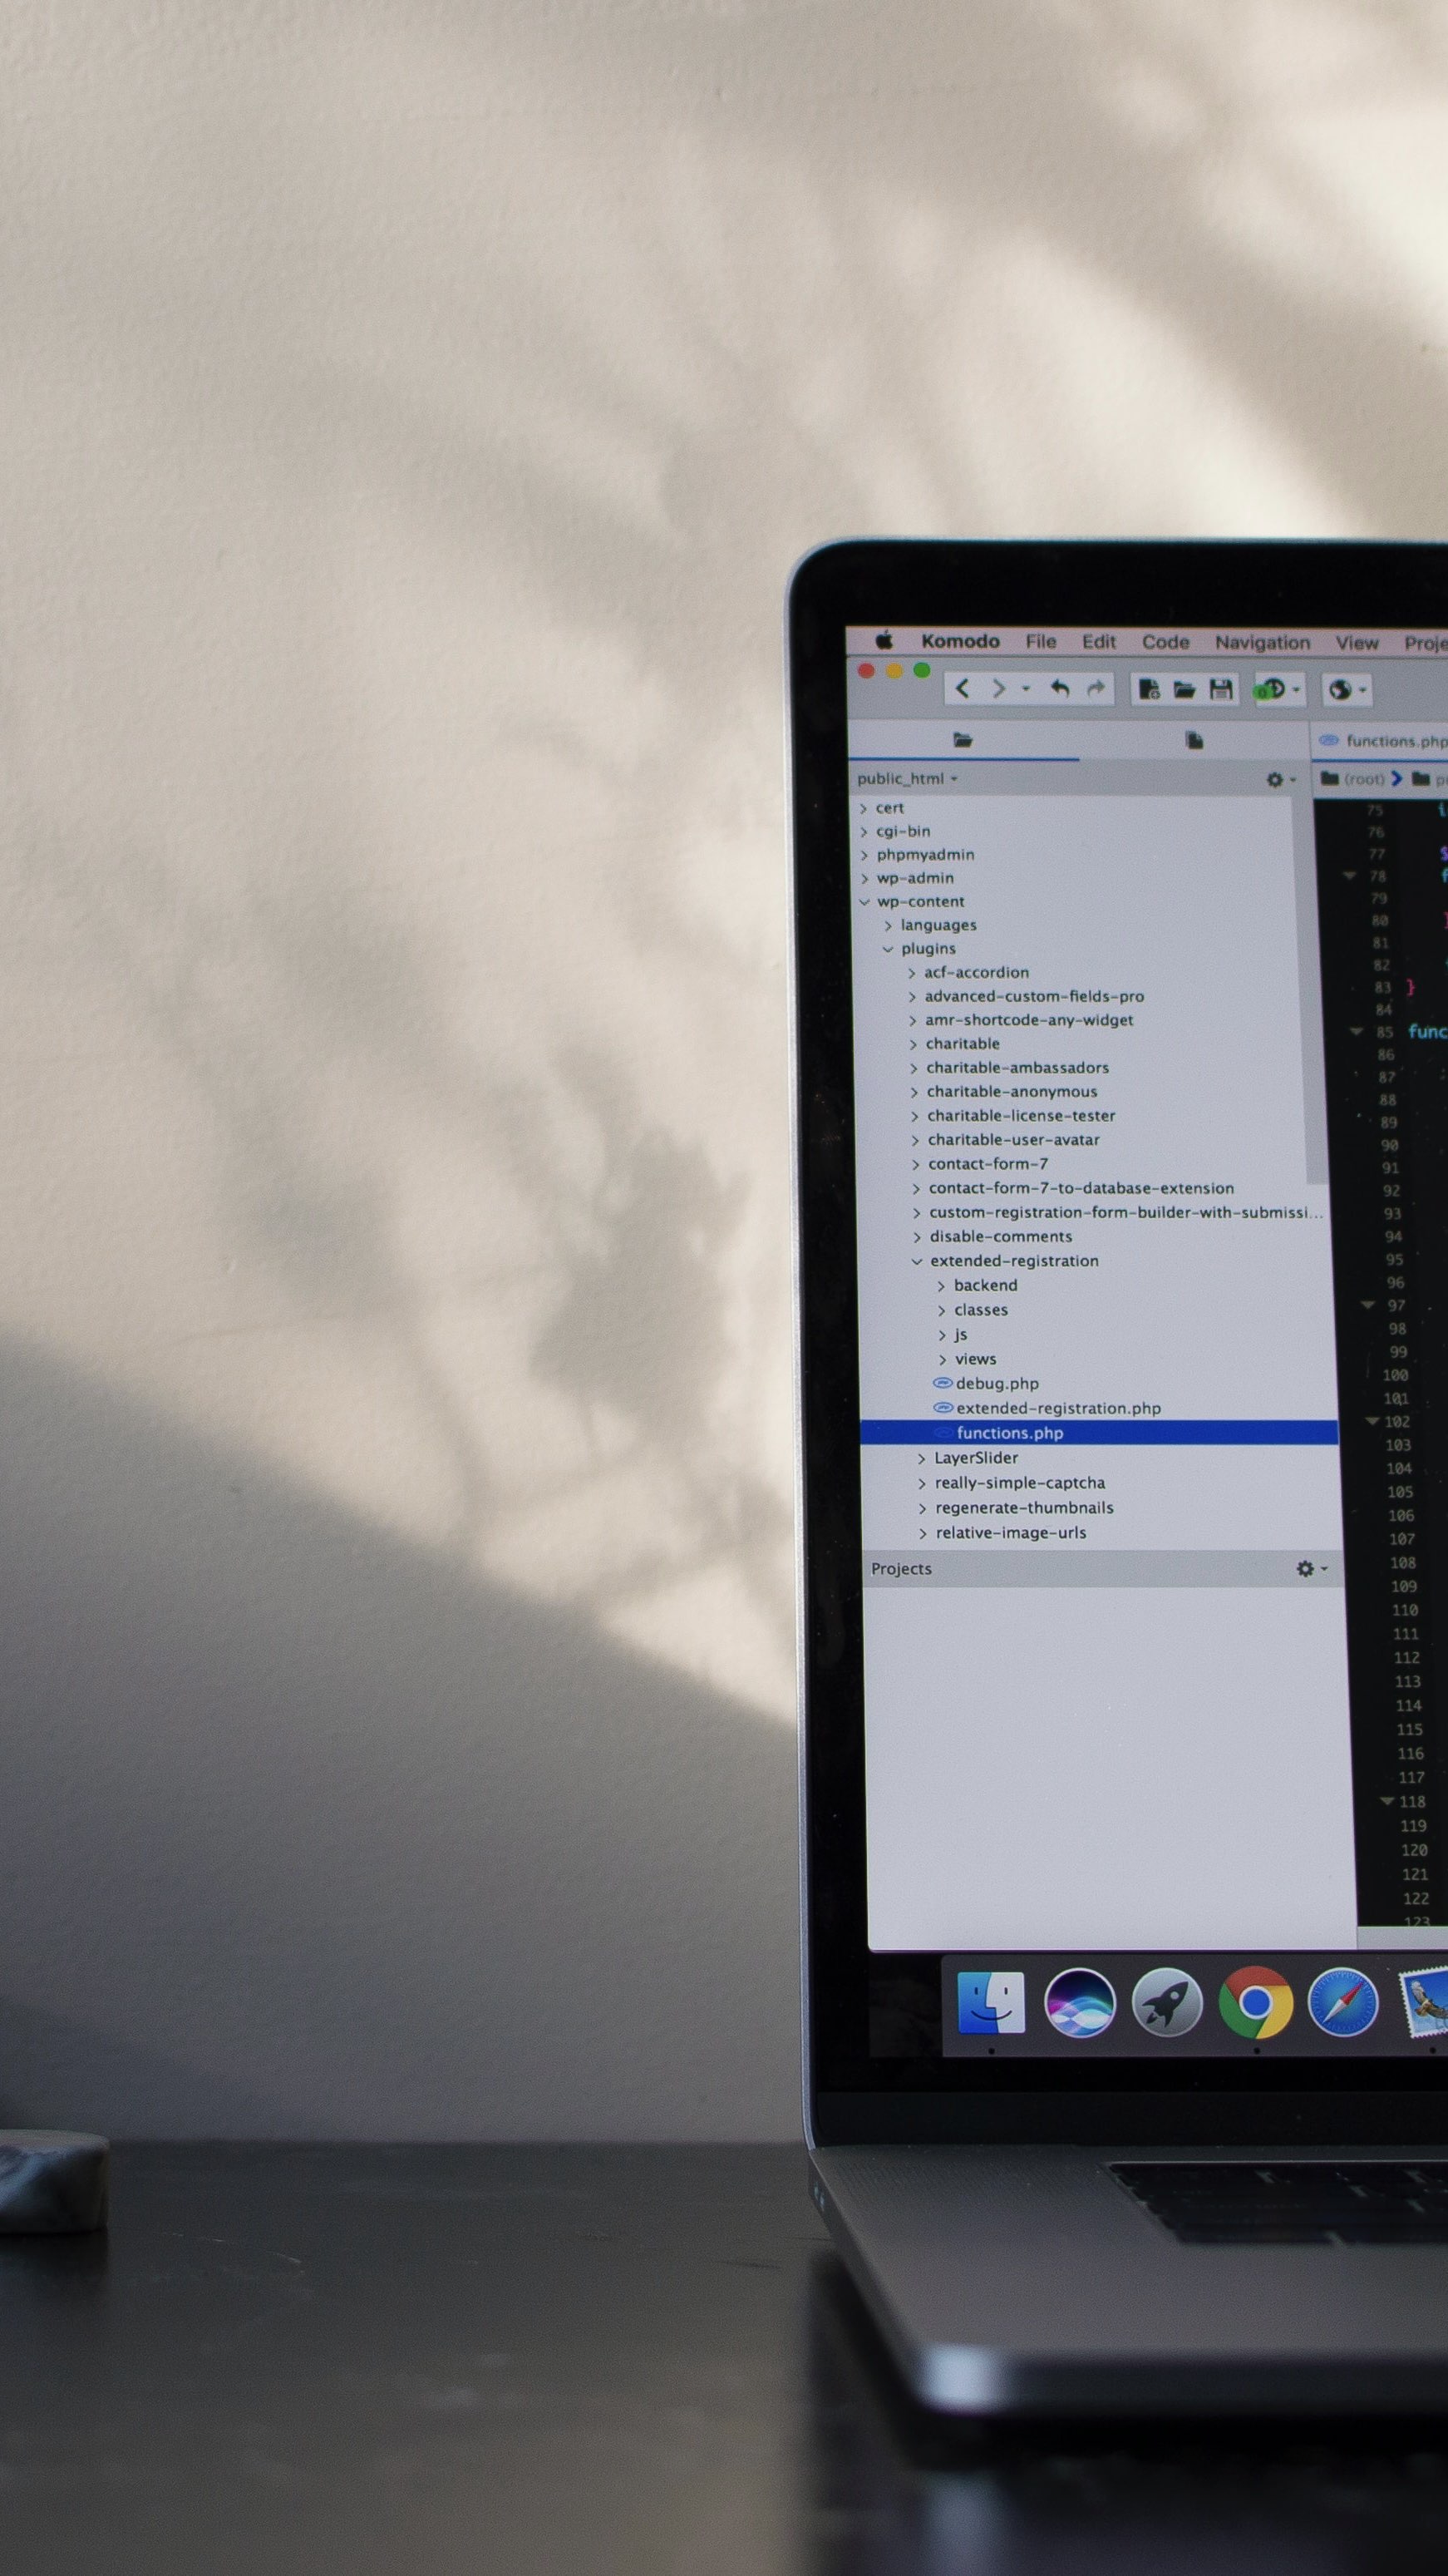 Komodo File Edit Code Navigation View
functions.php
public_html
(root)
cert
cgi-bin
phpmyadmin
wp-admin
wp-content
languages
plugins
acf-accordion
advanced-custom-fields-pro
amr-shortcode-any-widget
charitable
charitable-ambassadors
charitable-anonymous
charitable-license-tester
charitable-user-avatar
contact-form-7
contact-form-7-to-database-extension
custom-registration-form-builder-with-submissi...
disable-comments
extended-registration
backend
classes
js
views
debug.php
extended-registration.php
functions.php
LayerSlider
really-simple-captcha
regenerate-thumbnails
relative-image-urls
Projects
75
76
77
78
79
80
81
82
83 }
84
85 func
86
87
88
89
90
91
92
93
94
95
96
97
98
99
100
101
102
103
104
105
106
107
108
109
110
111
112
113
114
115
116
117
118
119
120
121
122
123